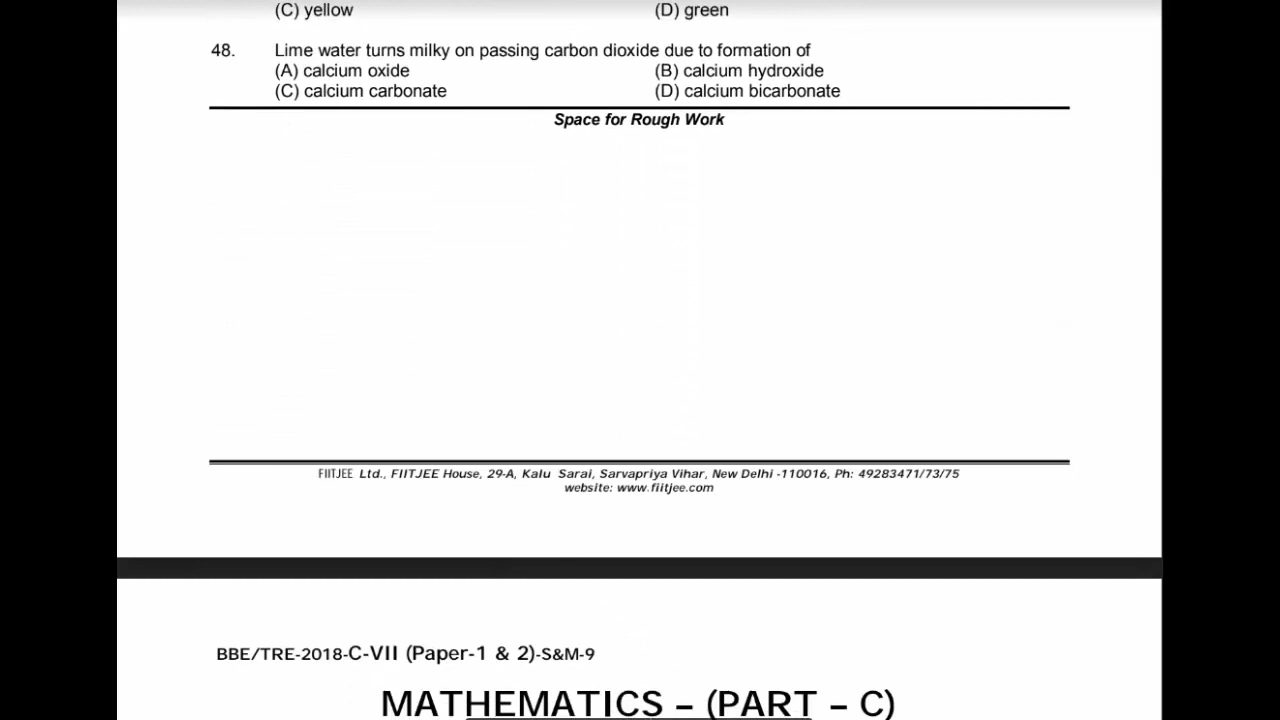 (C) yellow (D) green
48. Lime water turns milky on passing carbon dioxide due to formation of
(A) calcium oxide (B) calcium hydroxide
(C) calcium carbonate (D) calcium bicarbonate
Space for Rough Work
FIITJEE Ltd., FIITJEE House, 29-A, Kalu Sarai, Sarvapriya Vihar, New Delhi -110016, Ph: 49283471/73/75
website: www.fiitjee.com
BBE/TRE-2018-C-VII (Paper-1 & 2)-S&M-9
MATHEMATICS – (PART – C)